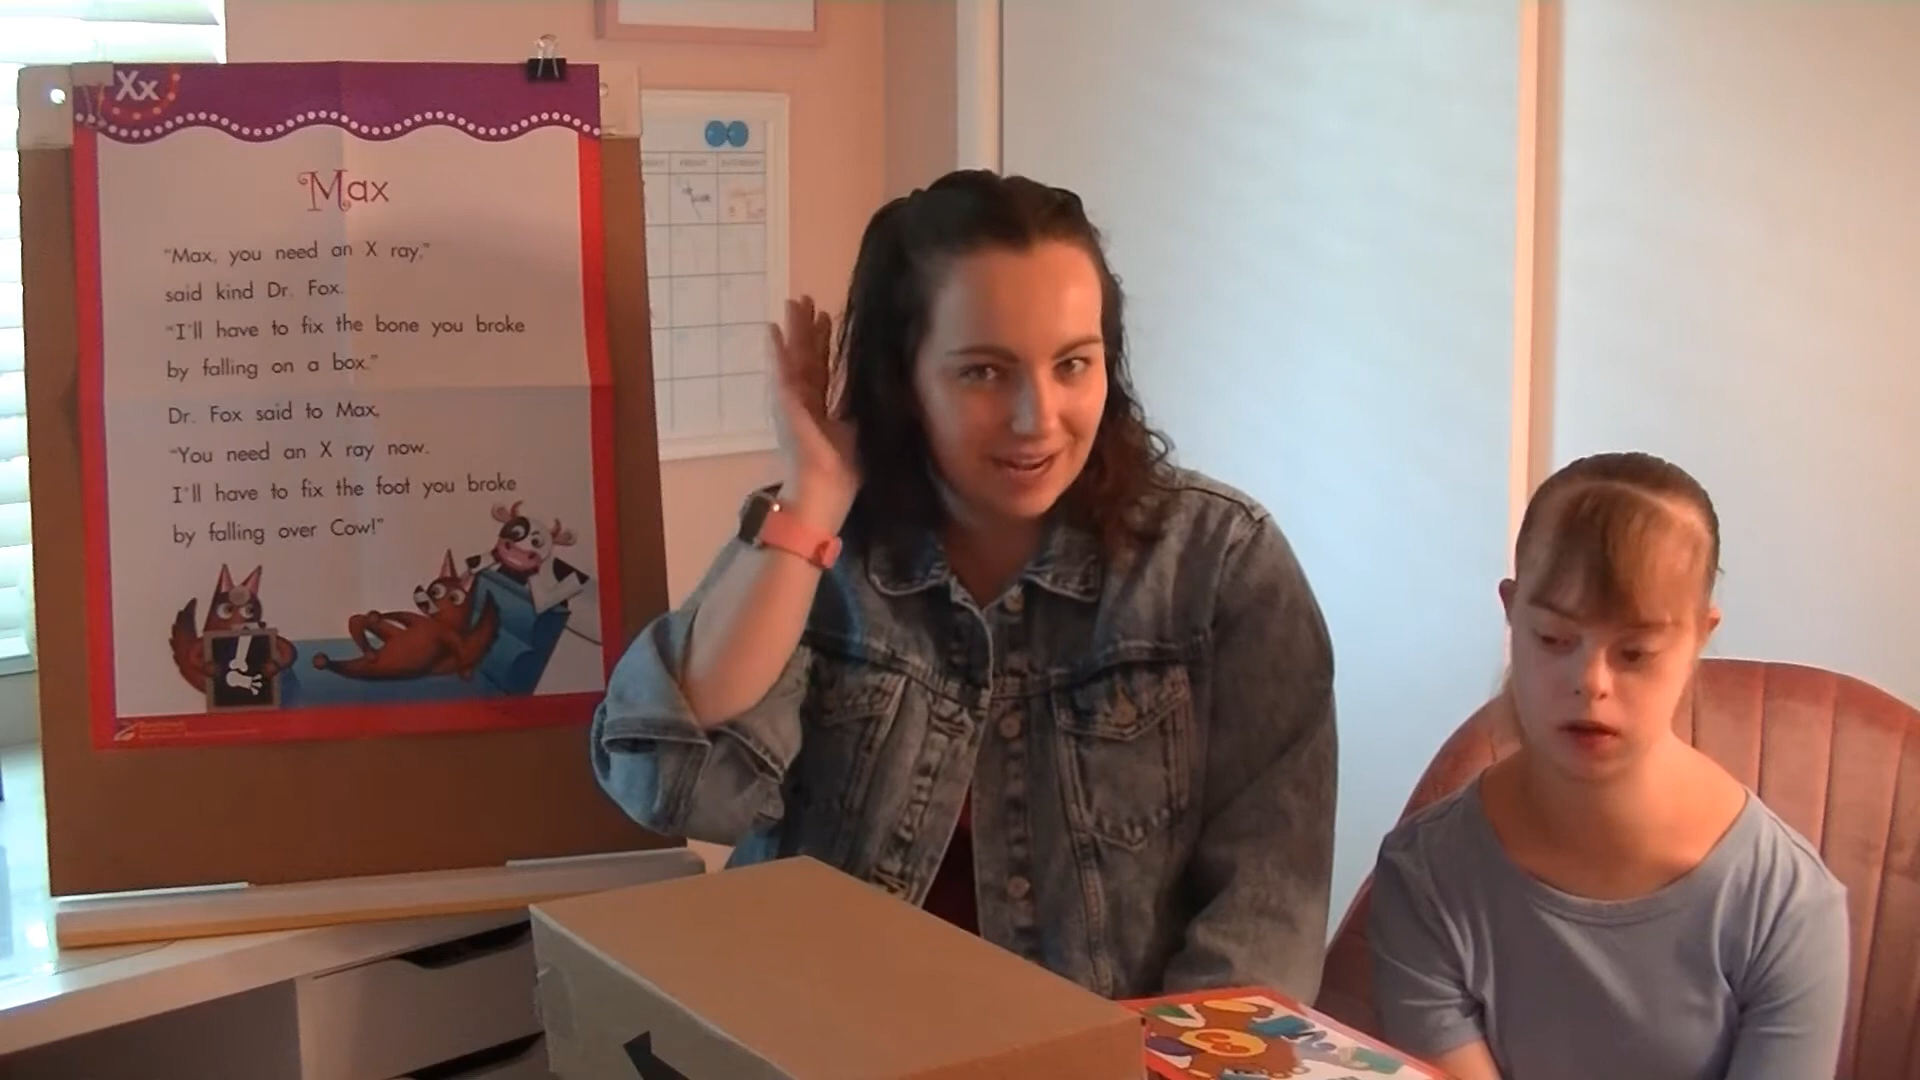 Xx
Max
"Max, you need an X ray,"
said kind Dr. Fox.
"I'll have to fix the bone you broke
by falling on a box."
Dr. Fox said to Max,
"You need an X ray now.
I'll have to fix the foot you broke
by falling over Cow!"
FRIDAY SATURDAY